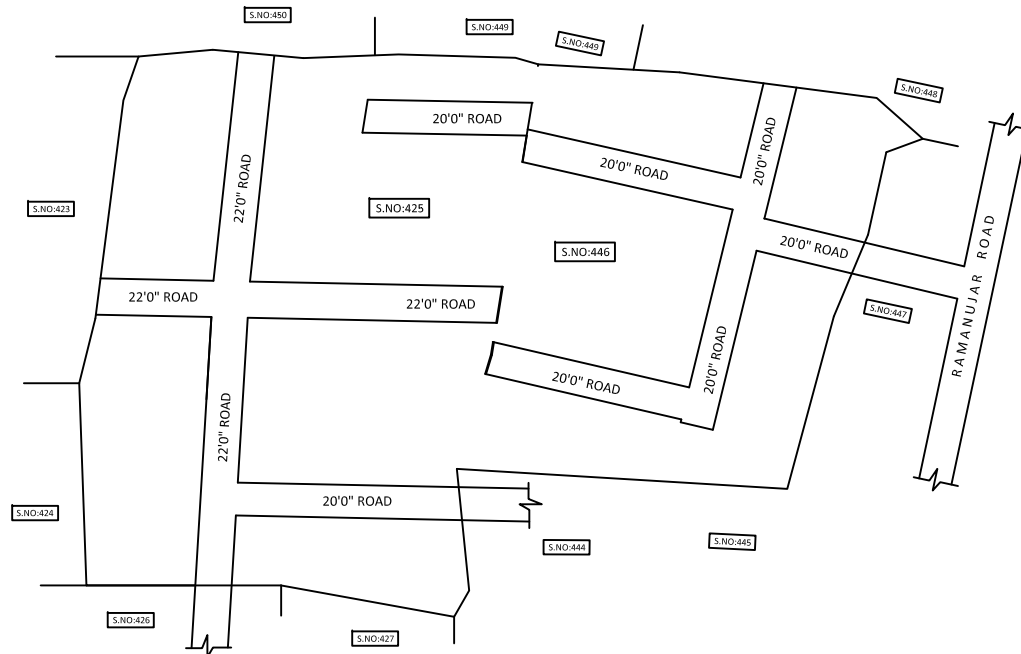 S.NO:450
S.NO:449
S.NO:449
S.NO:448
20'0" ROAD
20'0" ROAD
20'0" ROAD
22'0" ROAD
S.NO:423
S.NO:425
S.NO:446
20'0" ROAD
RAMANUJAR ROAD
22'0" ROAD
22'0" ROAD
S.NO:447
20'0" ROAD
20'0" ROAD
22'0" ROAD
20'0" ROAD
S.NO:424
S.NO:444
S.NO:445
S.NO:426
S.NO:427